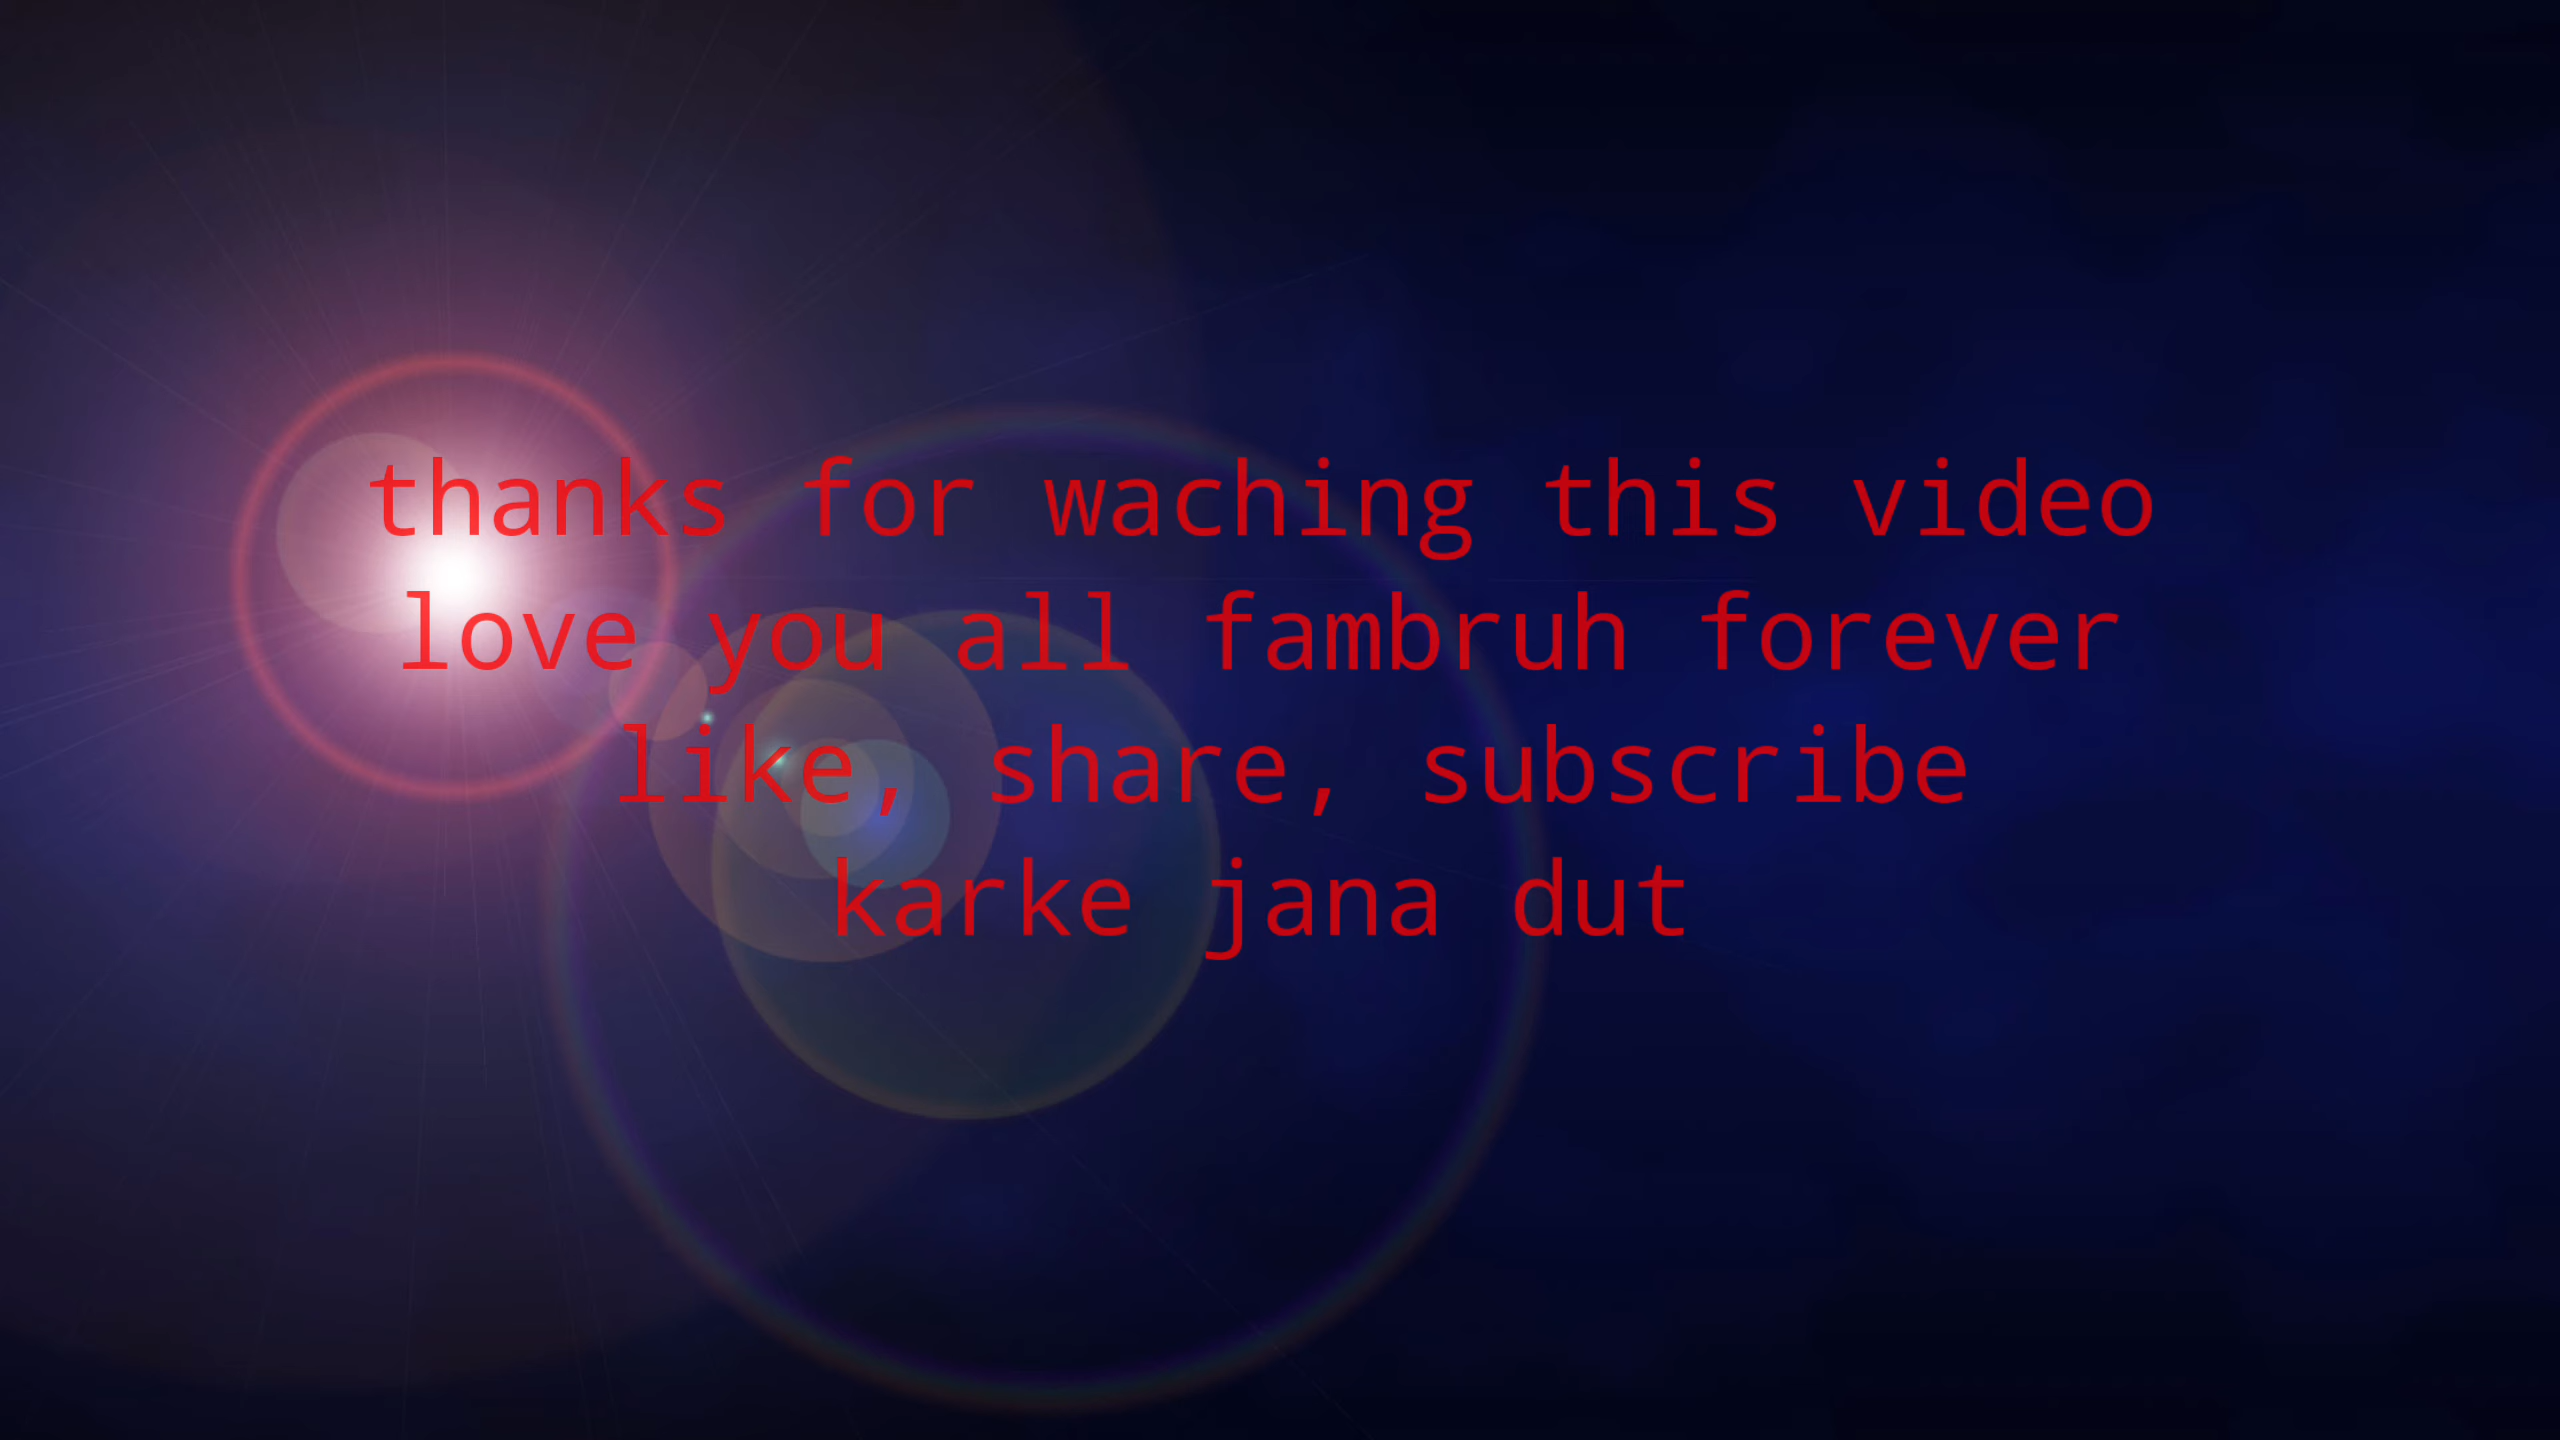 thanks for waching this video
love you all fambruh forever
like, share, subscribe
karke jana dut